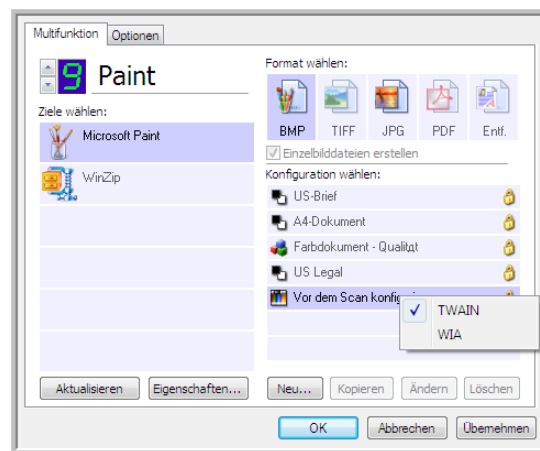 Multifunktion Optionen
9 Paint
Ziele wählen:
Microsoft Paint
WinZip
Format wählen:
BMP TIFF JPG PDF Entf.
Einzelbilddateien erstellen
Konfiguration wählen:
US-Brief
A4-Dokument
Farbdokument - Qualität
US Legal
Vor dem Scan
TWAIN
WIA
Aktualisieren Eigenschaften... Neu... Kopieren Ändern Löschen
OK Abbrechen Übernehmen